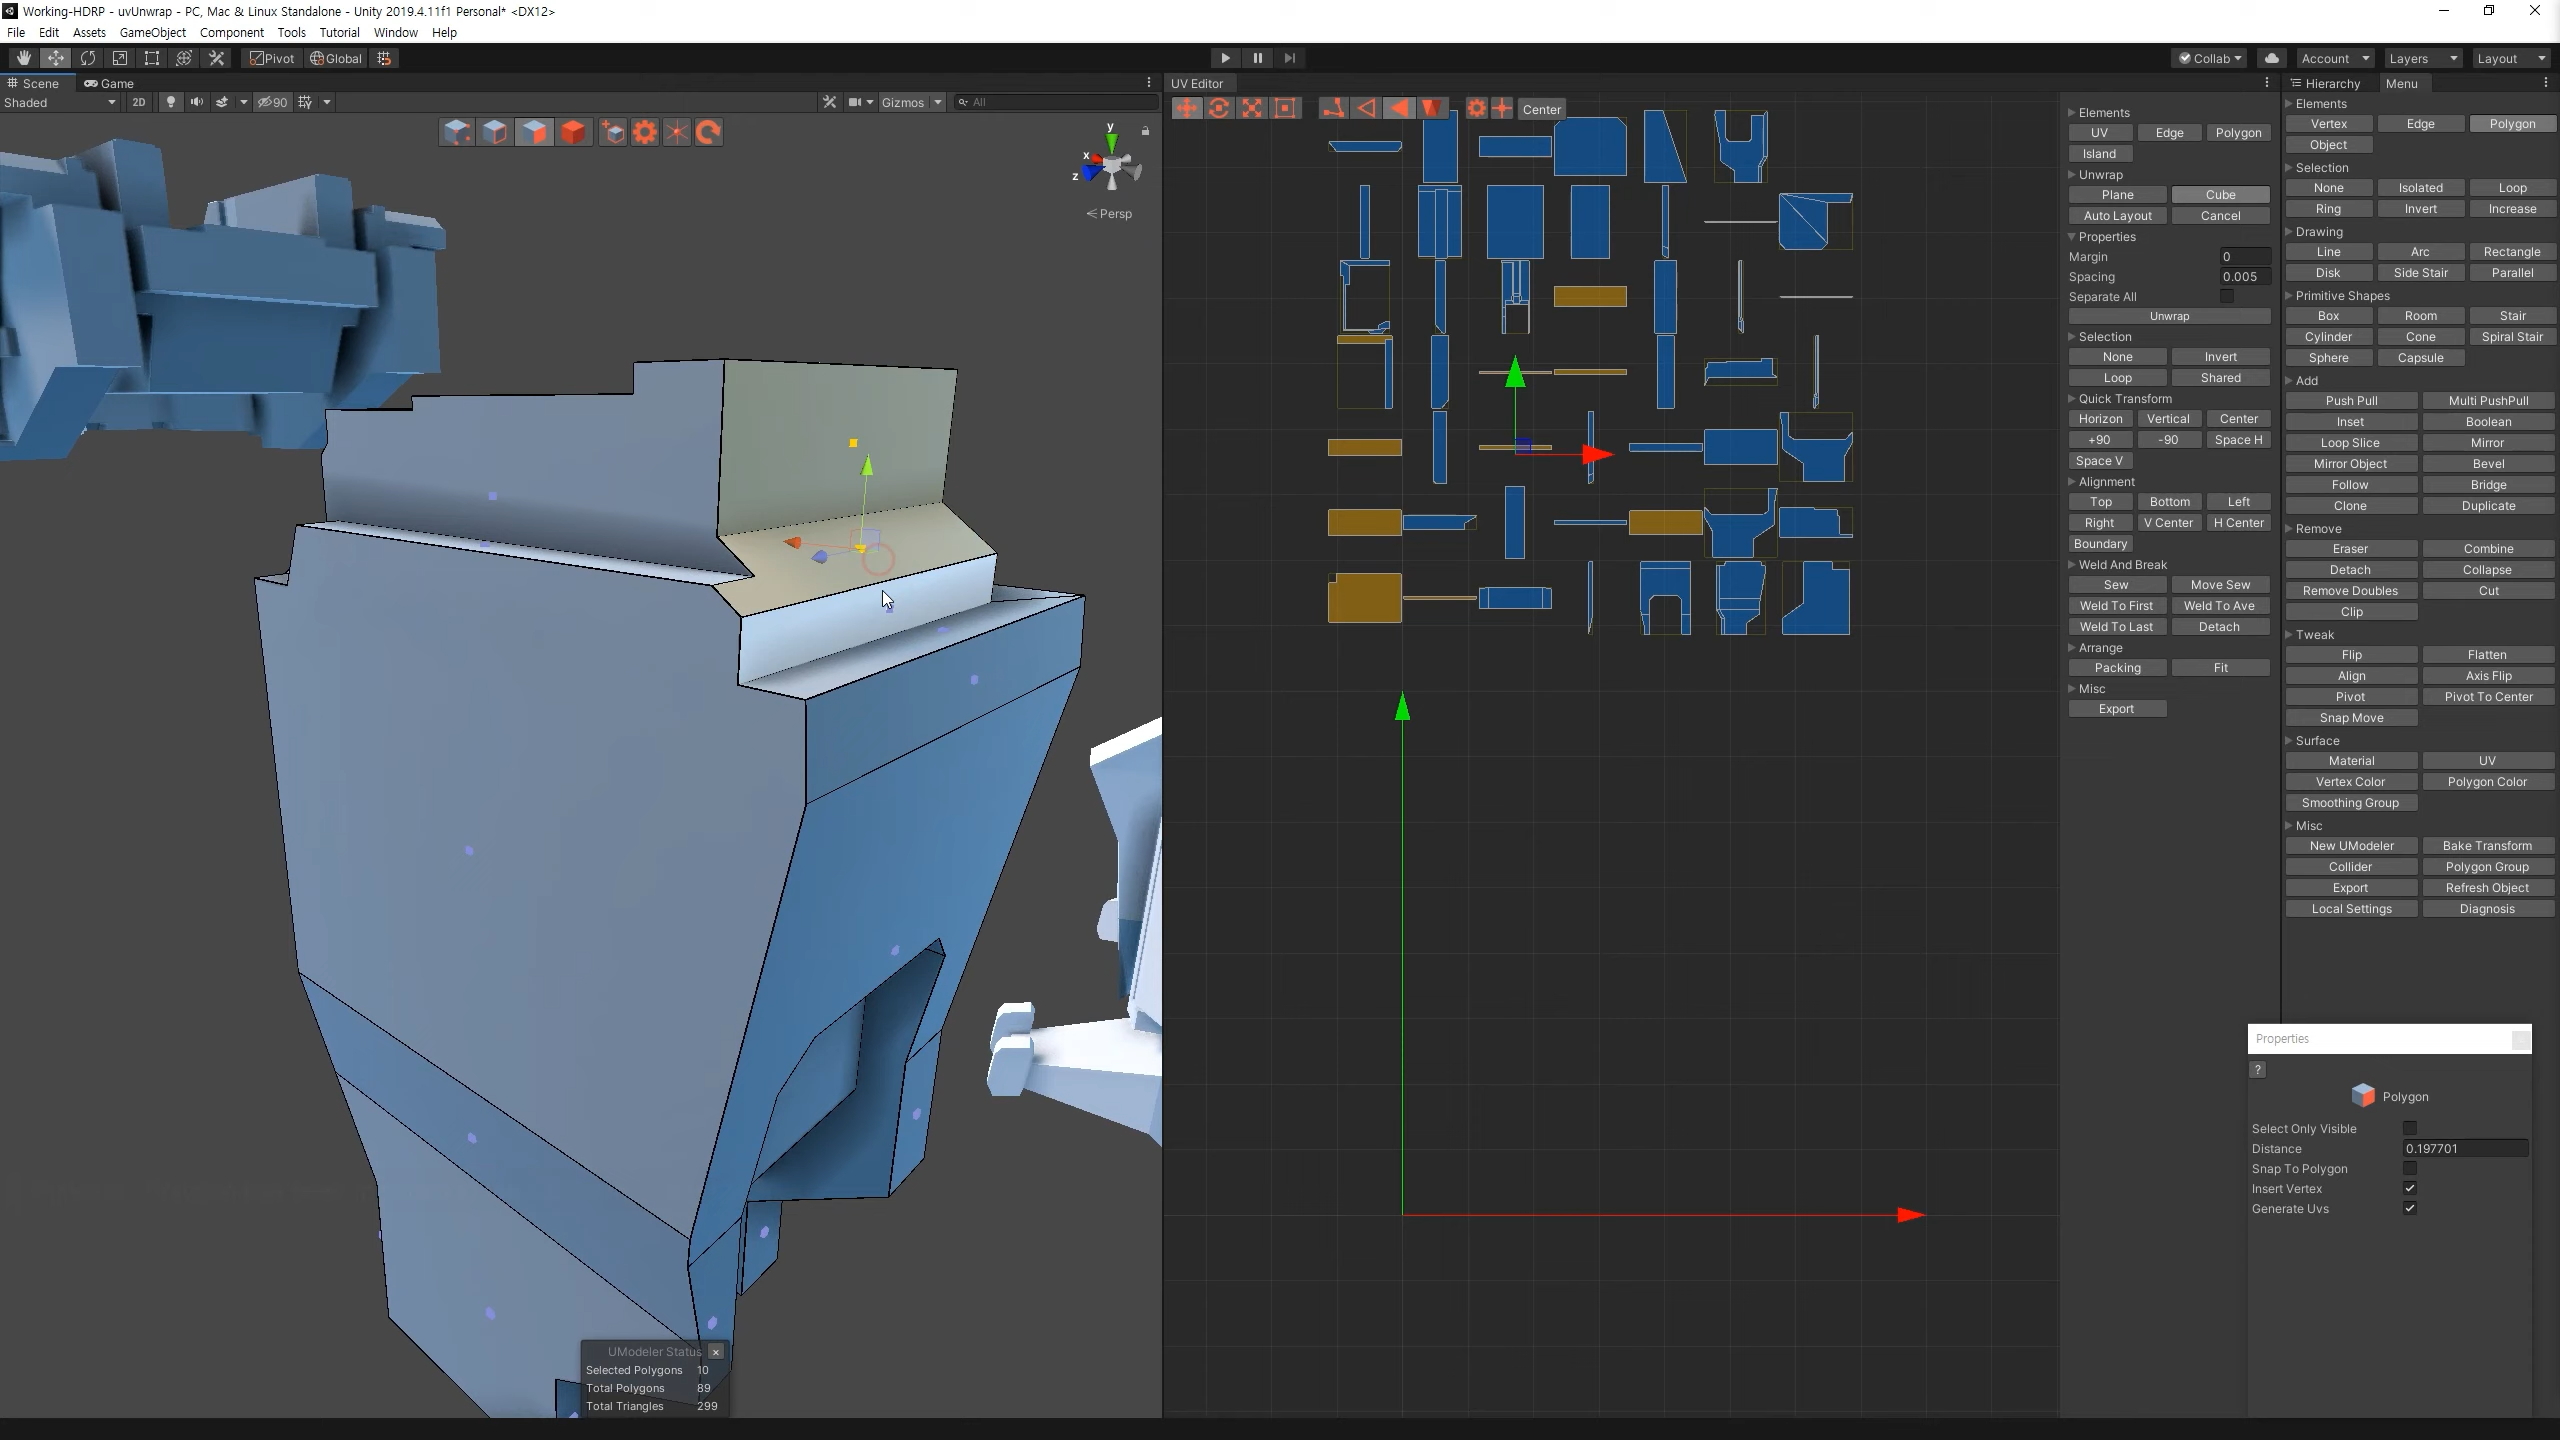 Working-HDRP - uvUnwrap - PC, Mac & Linux Standalone - Unity 2019.4.11f1 Personal* <DX12>
File Edit Assets GameObject Component Tools Tutorial Window Help
Pivot Global Collab Account Layers Layout
Scene Game
Shaded 2D 90 Gizmos All
y
x
z
Persp
UModeler Status
Selected Polygons 10
Total Polygons 89
Total Triangles 299
UV Editor
Center
Elements
UV Edge Polygon
Island
Unwrap
Plane Cube
Auto Layout Cancel
Properties
Margin 0
Spacing 0.005
Separate All
Unwrap
Selection
None Invert
Loop Shared
Quick Transform
Horizon Vertical Center
+90 -90 Space H
Space V
Alignment
Top Bottom Left
Right V Center H Center
Boundary
Weld And Break
Sew Move Sew
Weld To First Weld To Ave
Weld To Last Detach
Arrange
Packing Fit
Misc
Export
Hierarchy Menu
Elements
Vertex Edge Polygon
Object
Selection
None Isolated Loop
Ring Invert Increase
Drawing
Line Arc Rectangle
Disk Side Stair Parallel
Primitive Shapes
Box Room Stair
Cylinder Cone Spiral Stair
Sphere Capsule
Add
Push Pull Multi PushPull
Inset Boolean
Loop Slice Mirror
Mirror Object Bevel
Follow Bridge
Clone Duplicate
Remove
Eraser Combine
Detach Collapse
Remove Doubles Cut
Clip
Tweak
Flip Flatten
Align Axis Flip
Pivot Pivot To Center
Snap Move
Surface
Material UV
Vertex Color Polygon Color
Smoothing Group
Misc
New UModeler Bake Transform
Collider Polygon Group
Export Refresh Object
Local Settings Diagnosis
Properties
?
Polygon
Select Only Visible
Distance 0.197701
Snap To Polygon
Insert Vertex
Generate Uvs